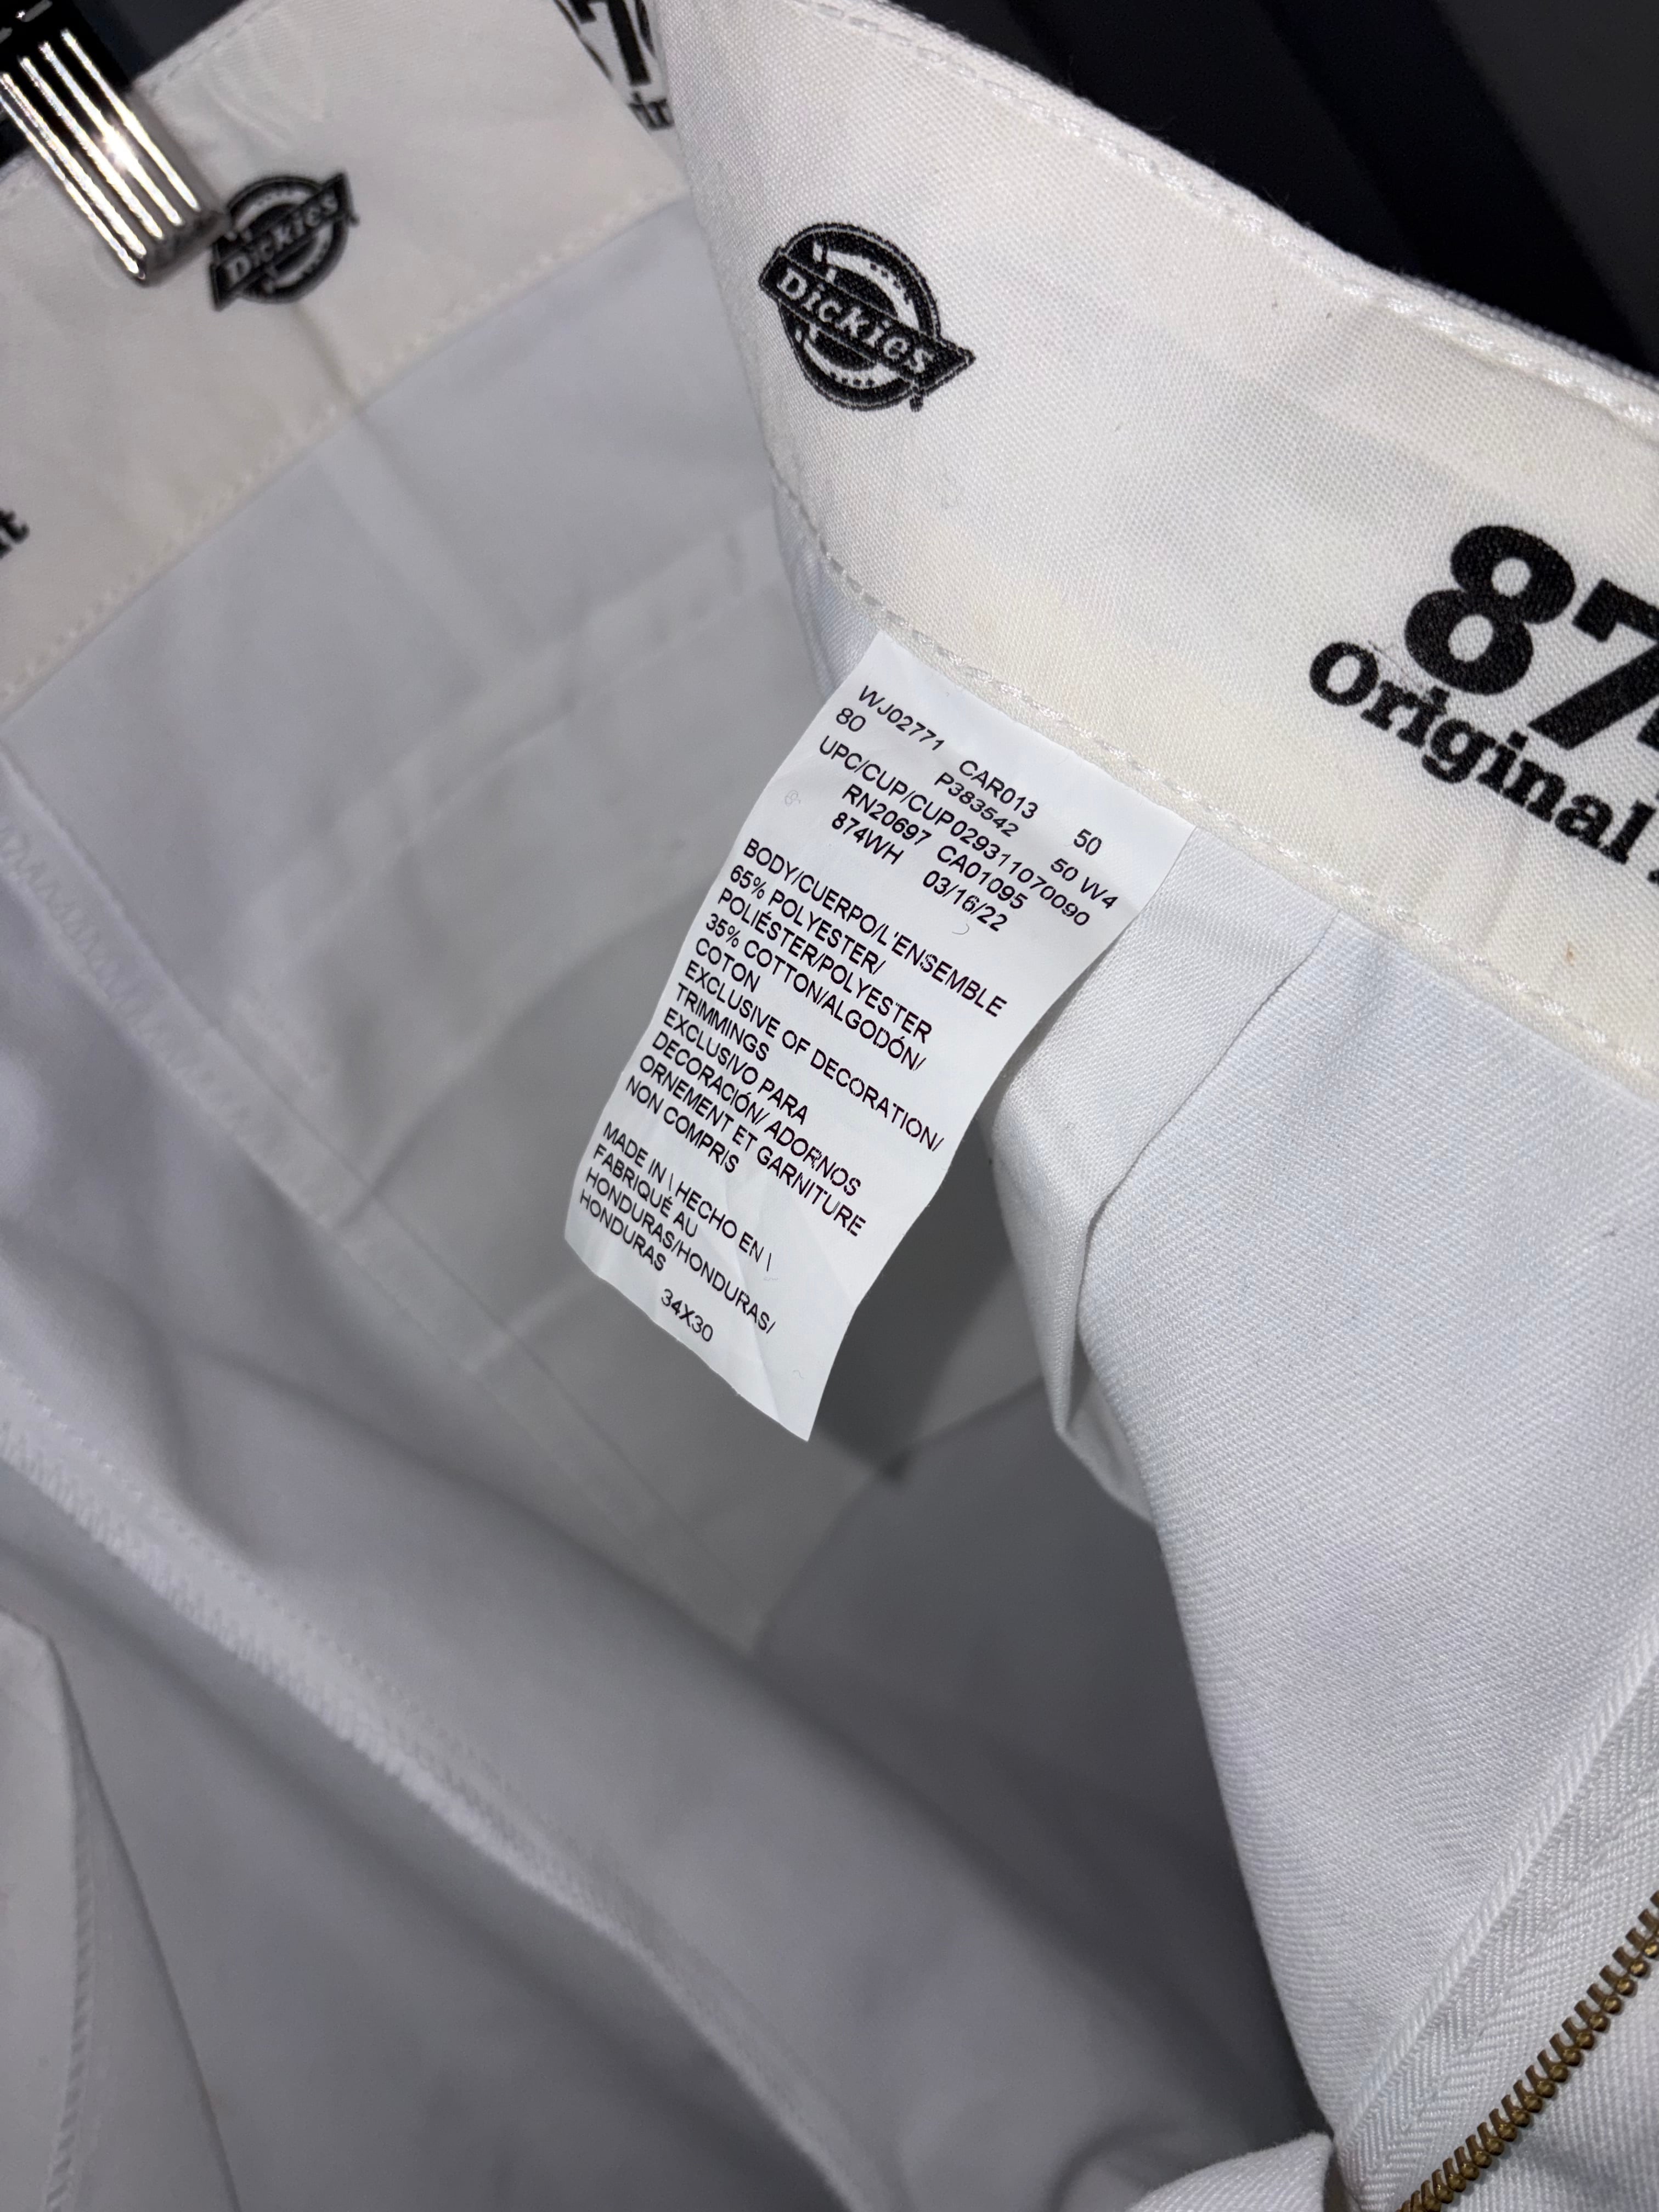 Dickies
Dickies
87
Original
WJ02771 CAR013 50
80 P383542 50 W4
UPC/CUP/CUP029311070090
RN20697 CA01095
874WH 03/16/22
BODY/CUERPO/L'ENSEMBLE
65% POLYESTER/
POLIÉSTER/POLYESTER
35% COTTON/ALGODÓN/
COTON
EXCLUSIVE OF DECORATION/
TRIMMINGS
EXCLUSIVO PARA
DECORACIÓN/ ADORNOS
ORNEMENT ET GARNITURE
NON COMPRIS
MADE IN \ HECHO EN \
FABRIQUÉ AU
HONDURAS/HONDURAS/
HONDURAS
34X30